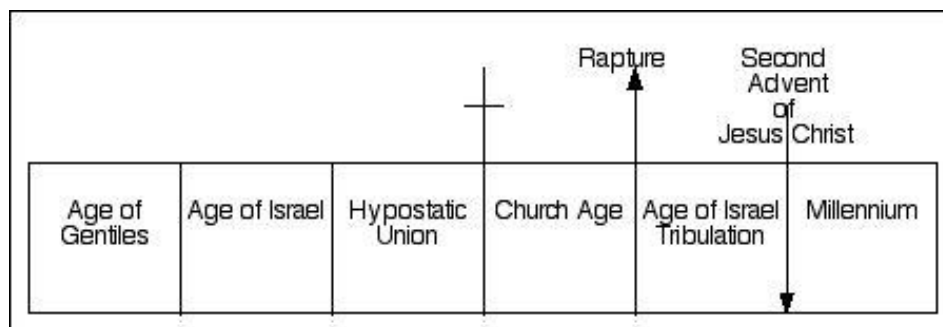 Rapture
Second
Advent
of
Jesus Christ
Age of
Gentiles
Age of Israel
Hypostatic
Union
Church Age
Age of Israel
Tribulation
Millennium